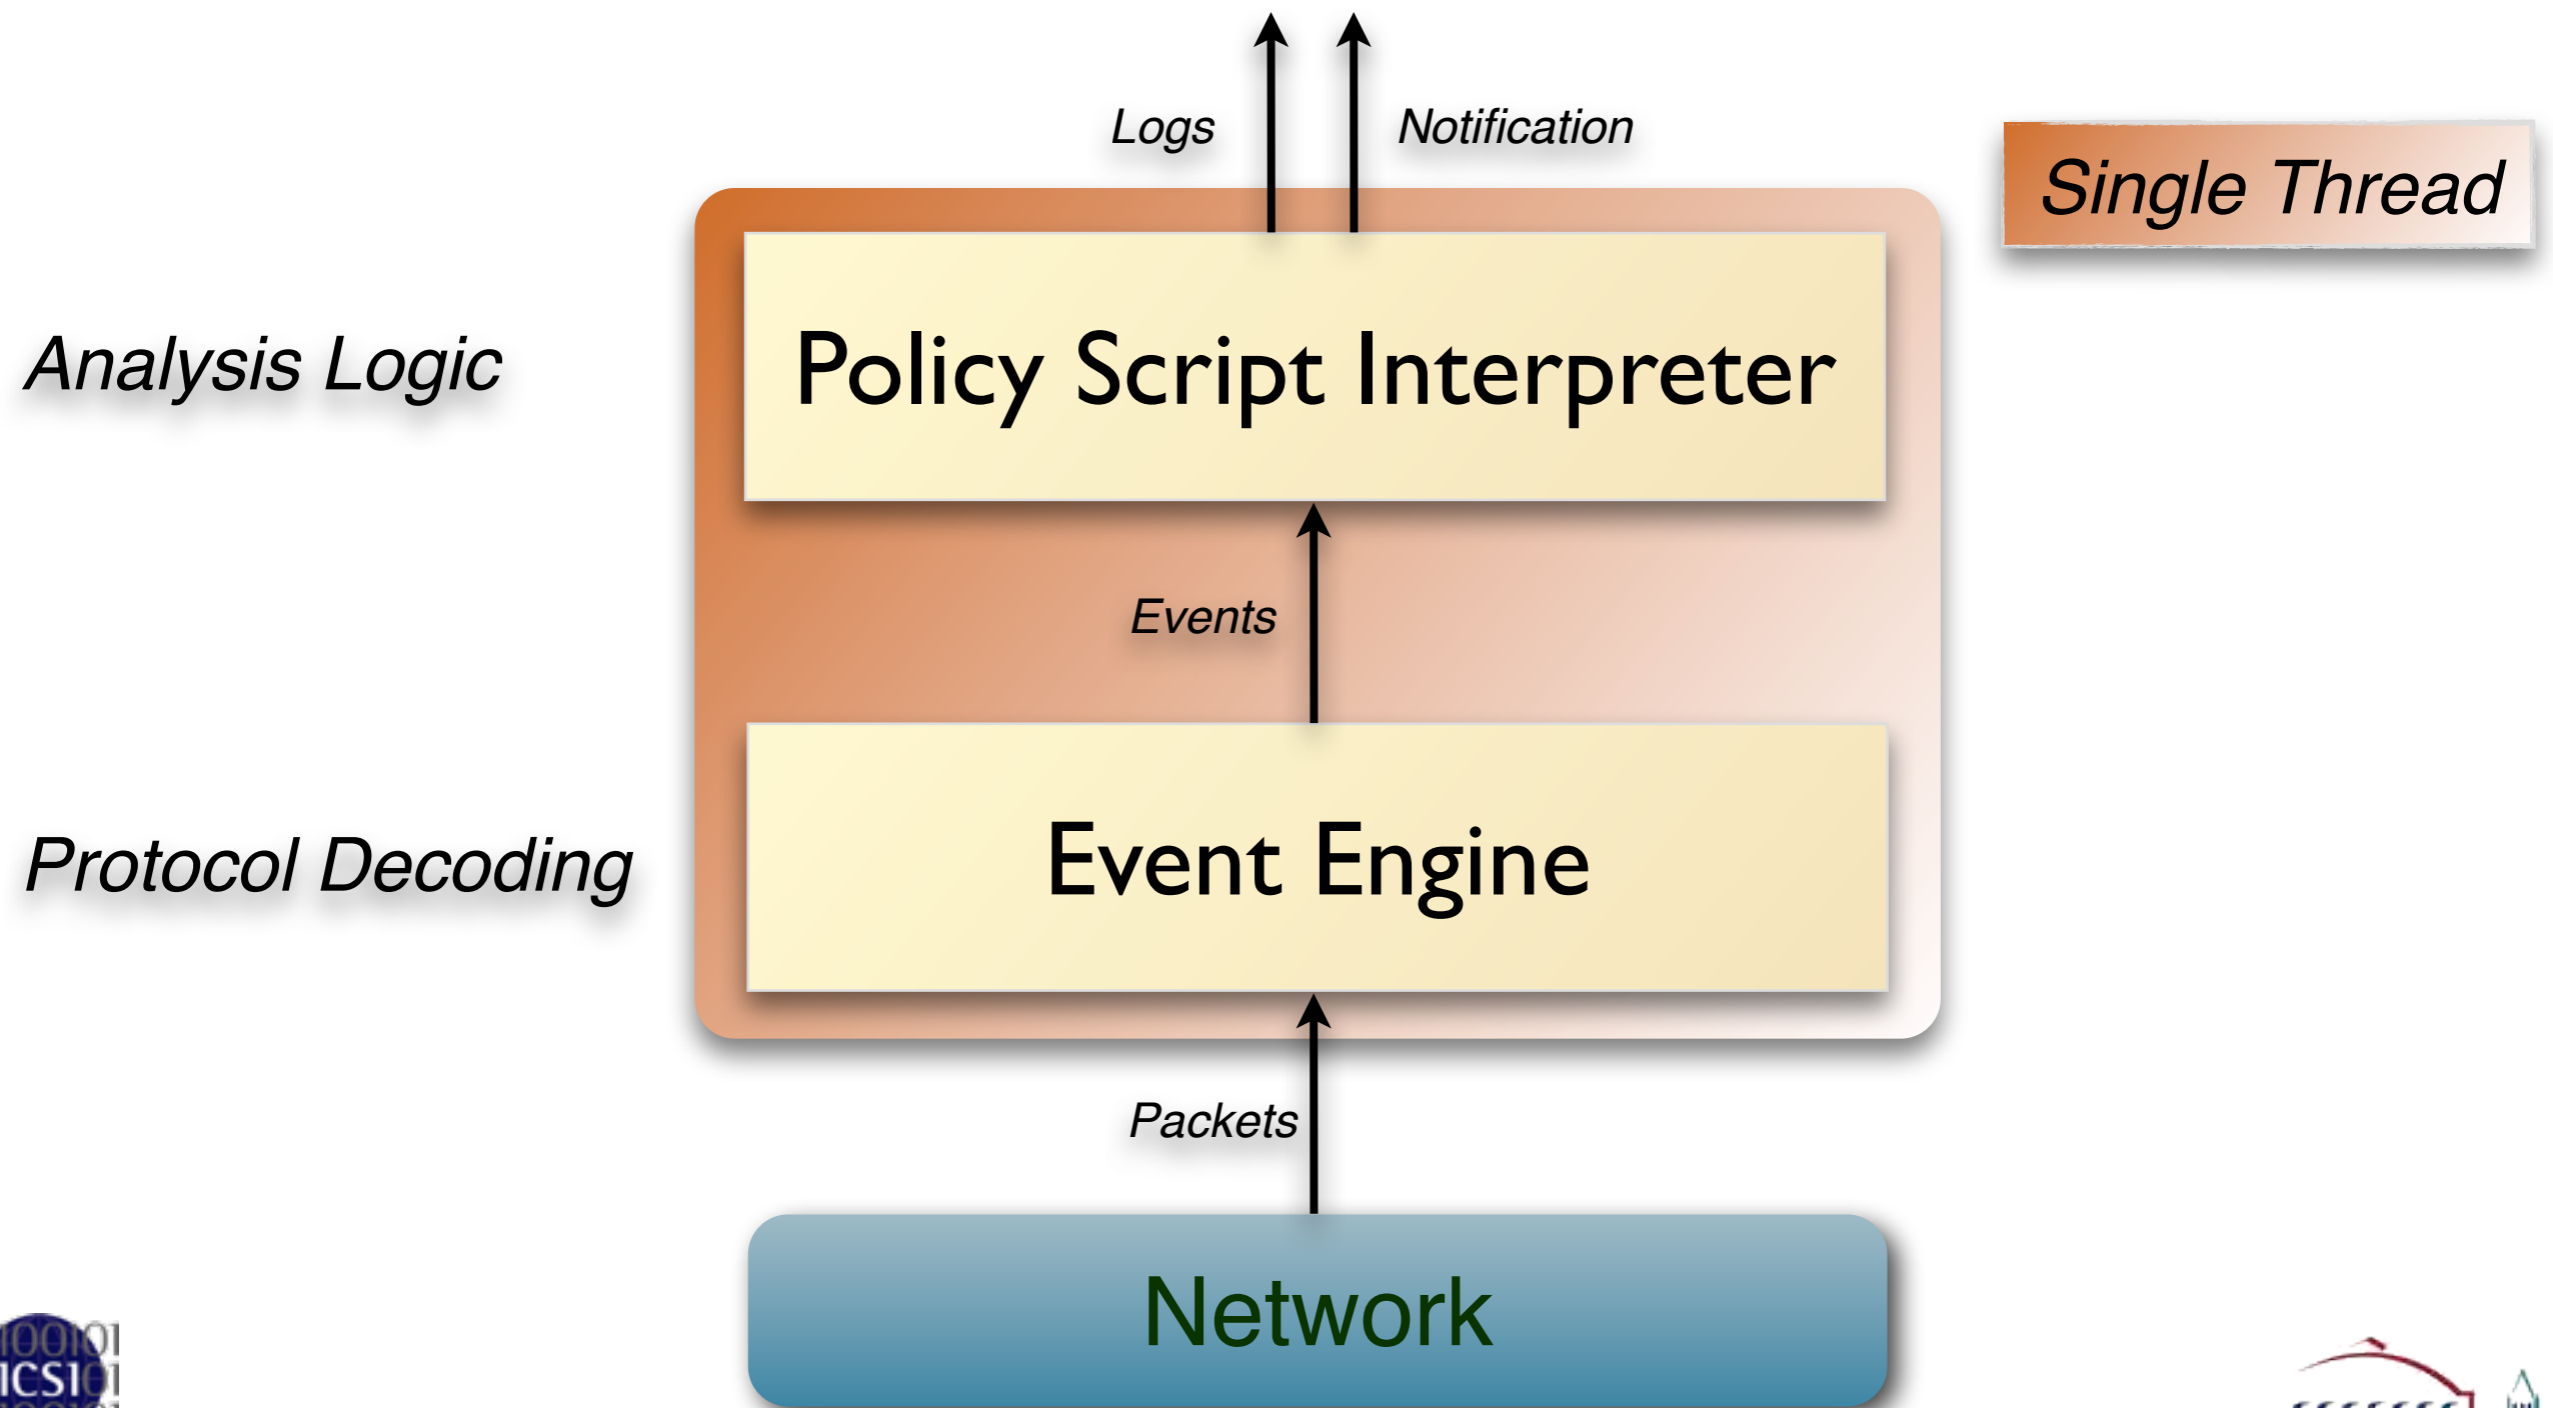 Logs
Notification
Single Thread
Analysis Logic
Policy Script Interpreter
Events
Protocol Decoding
Event Engine
Packets
Network
ICSI